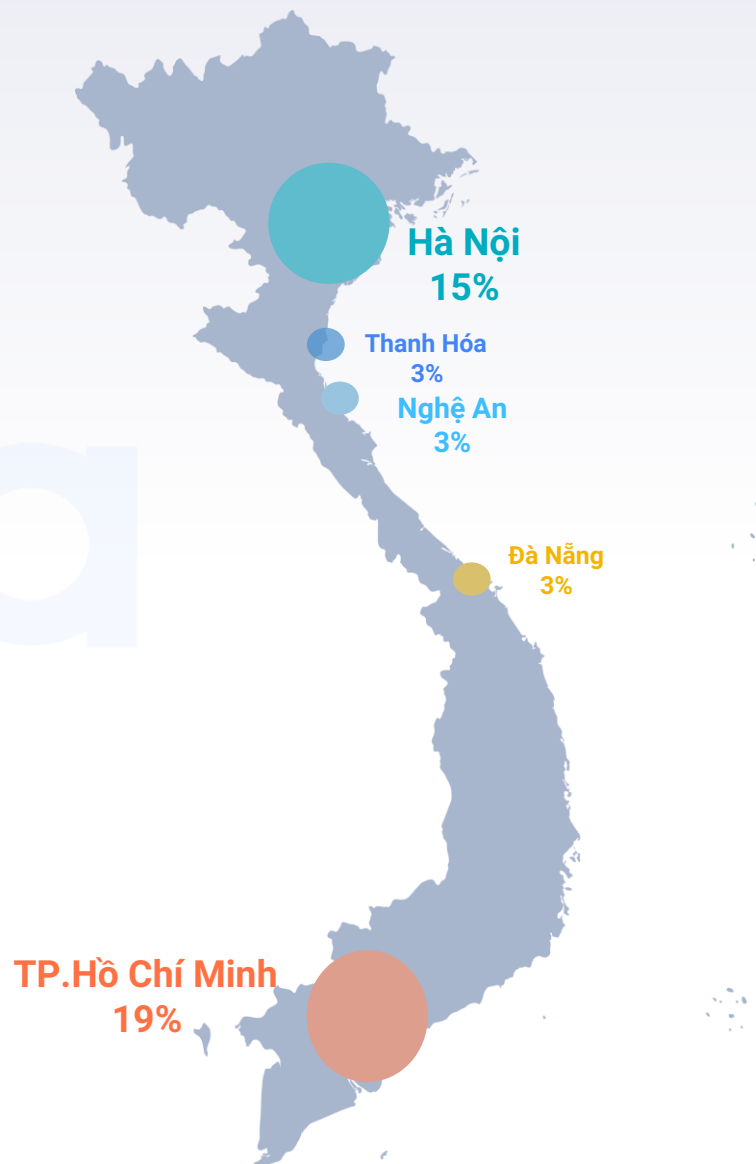 Hà Nội
15%
Thanh Hóa
3%
Nghệ An
3%
Đà Nẵng
3%
TP.Hồ Chí Minh
19%